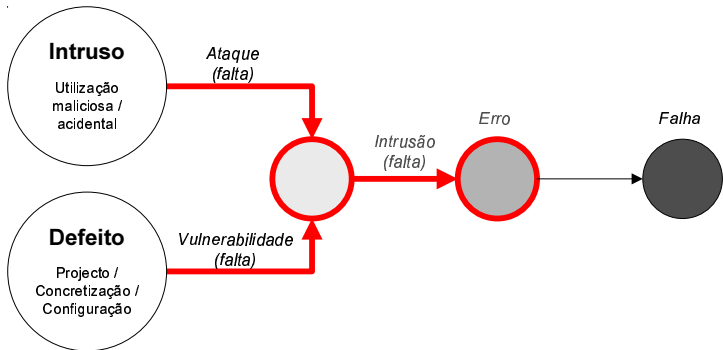 Intruso
Utilização
maliciosa /
acidental
Ataque
(falta)
Intrusão
(falta)
Erro
Falha
Defeito
Projecto /
Concretização /
Configuração
Vulnerabilidade
(falta)